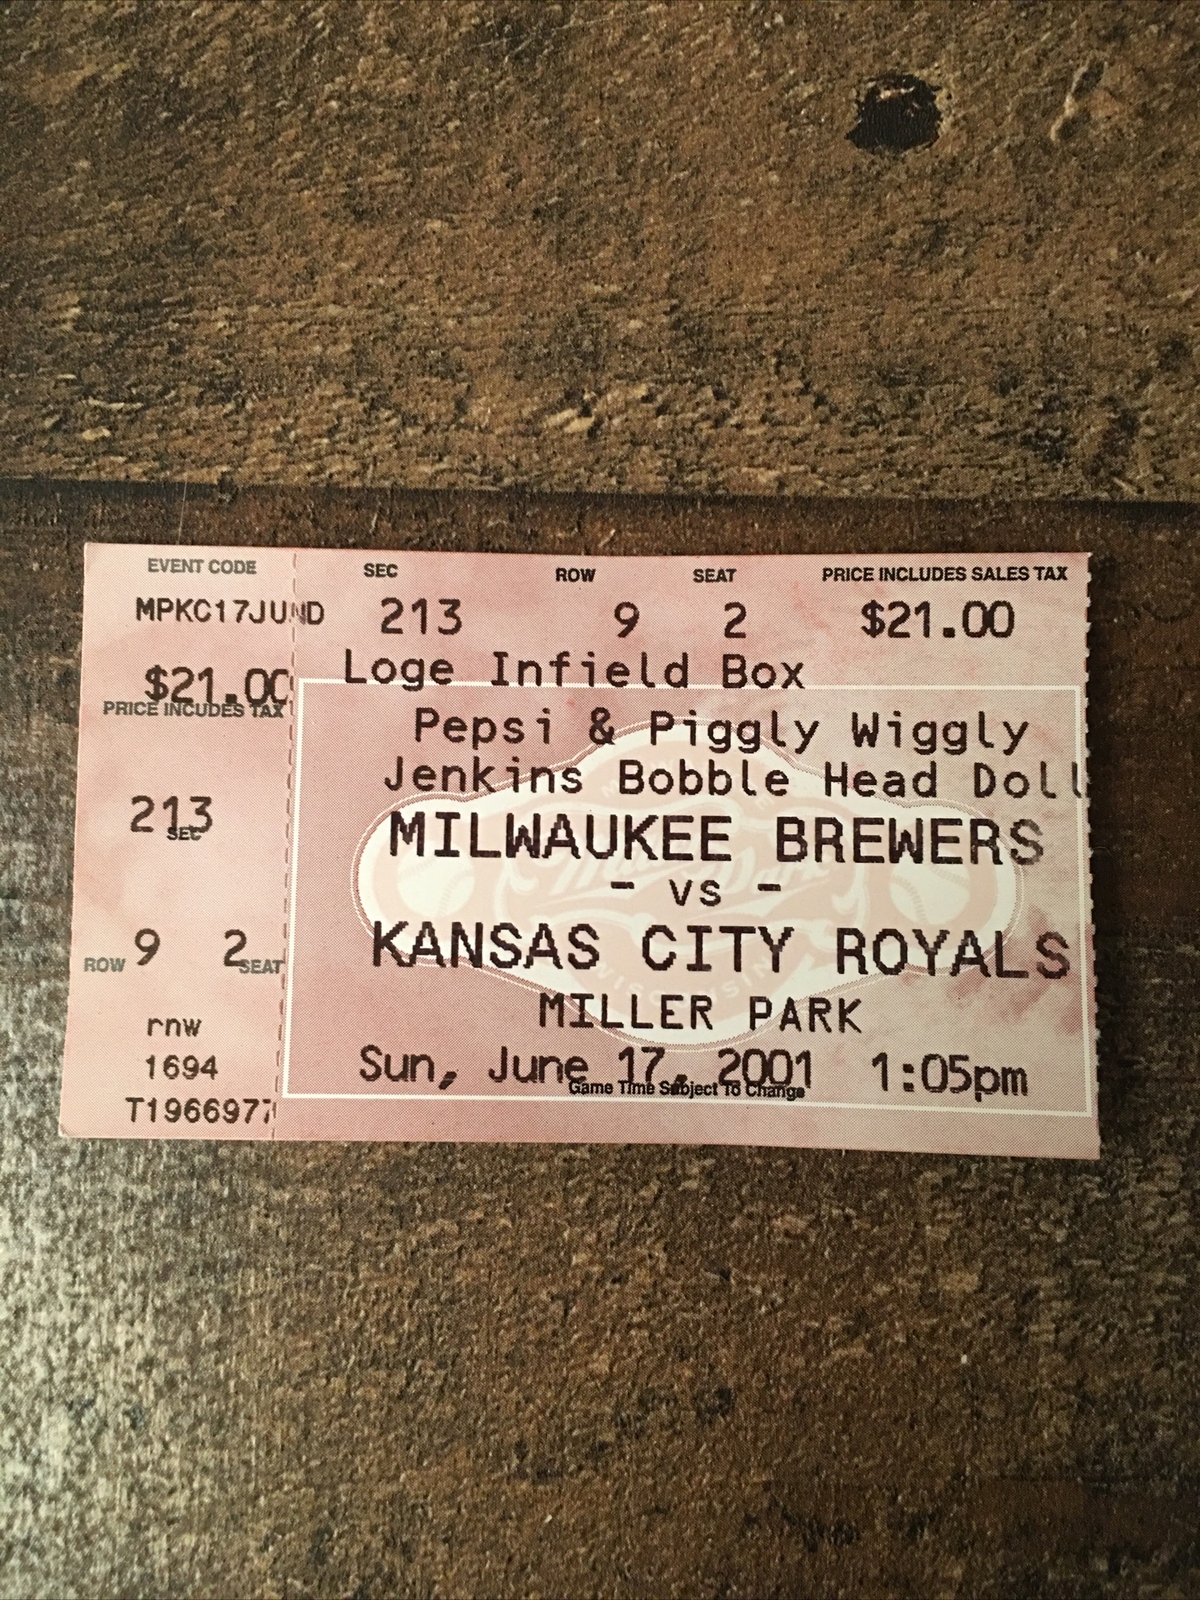 EVENT CODE
MPKC17JUND
$21.00
PRICE INCUDES TAX
213
SEC
ROW 9 2 SEAT
rnw
1694
T1966977
SEC ROW SEAT PRICE INCLUDES SALES TAX
213 9 2 $21.00
Loge Infield Box
Pepsi & Piggly Wiggly
Jenkins Bobble Head Doll
MILWAUKEE BREWERS
- vs -
KANSAS CITY ROYALS
MILLER PARK
WISCONSIN
Sun, June 17, 2001 1:05pm
Game Time Subject To Change